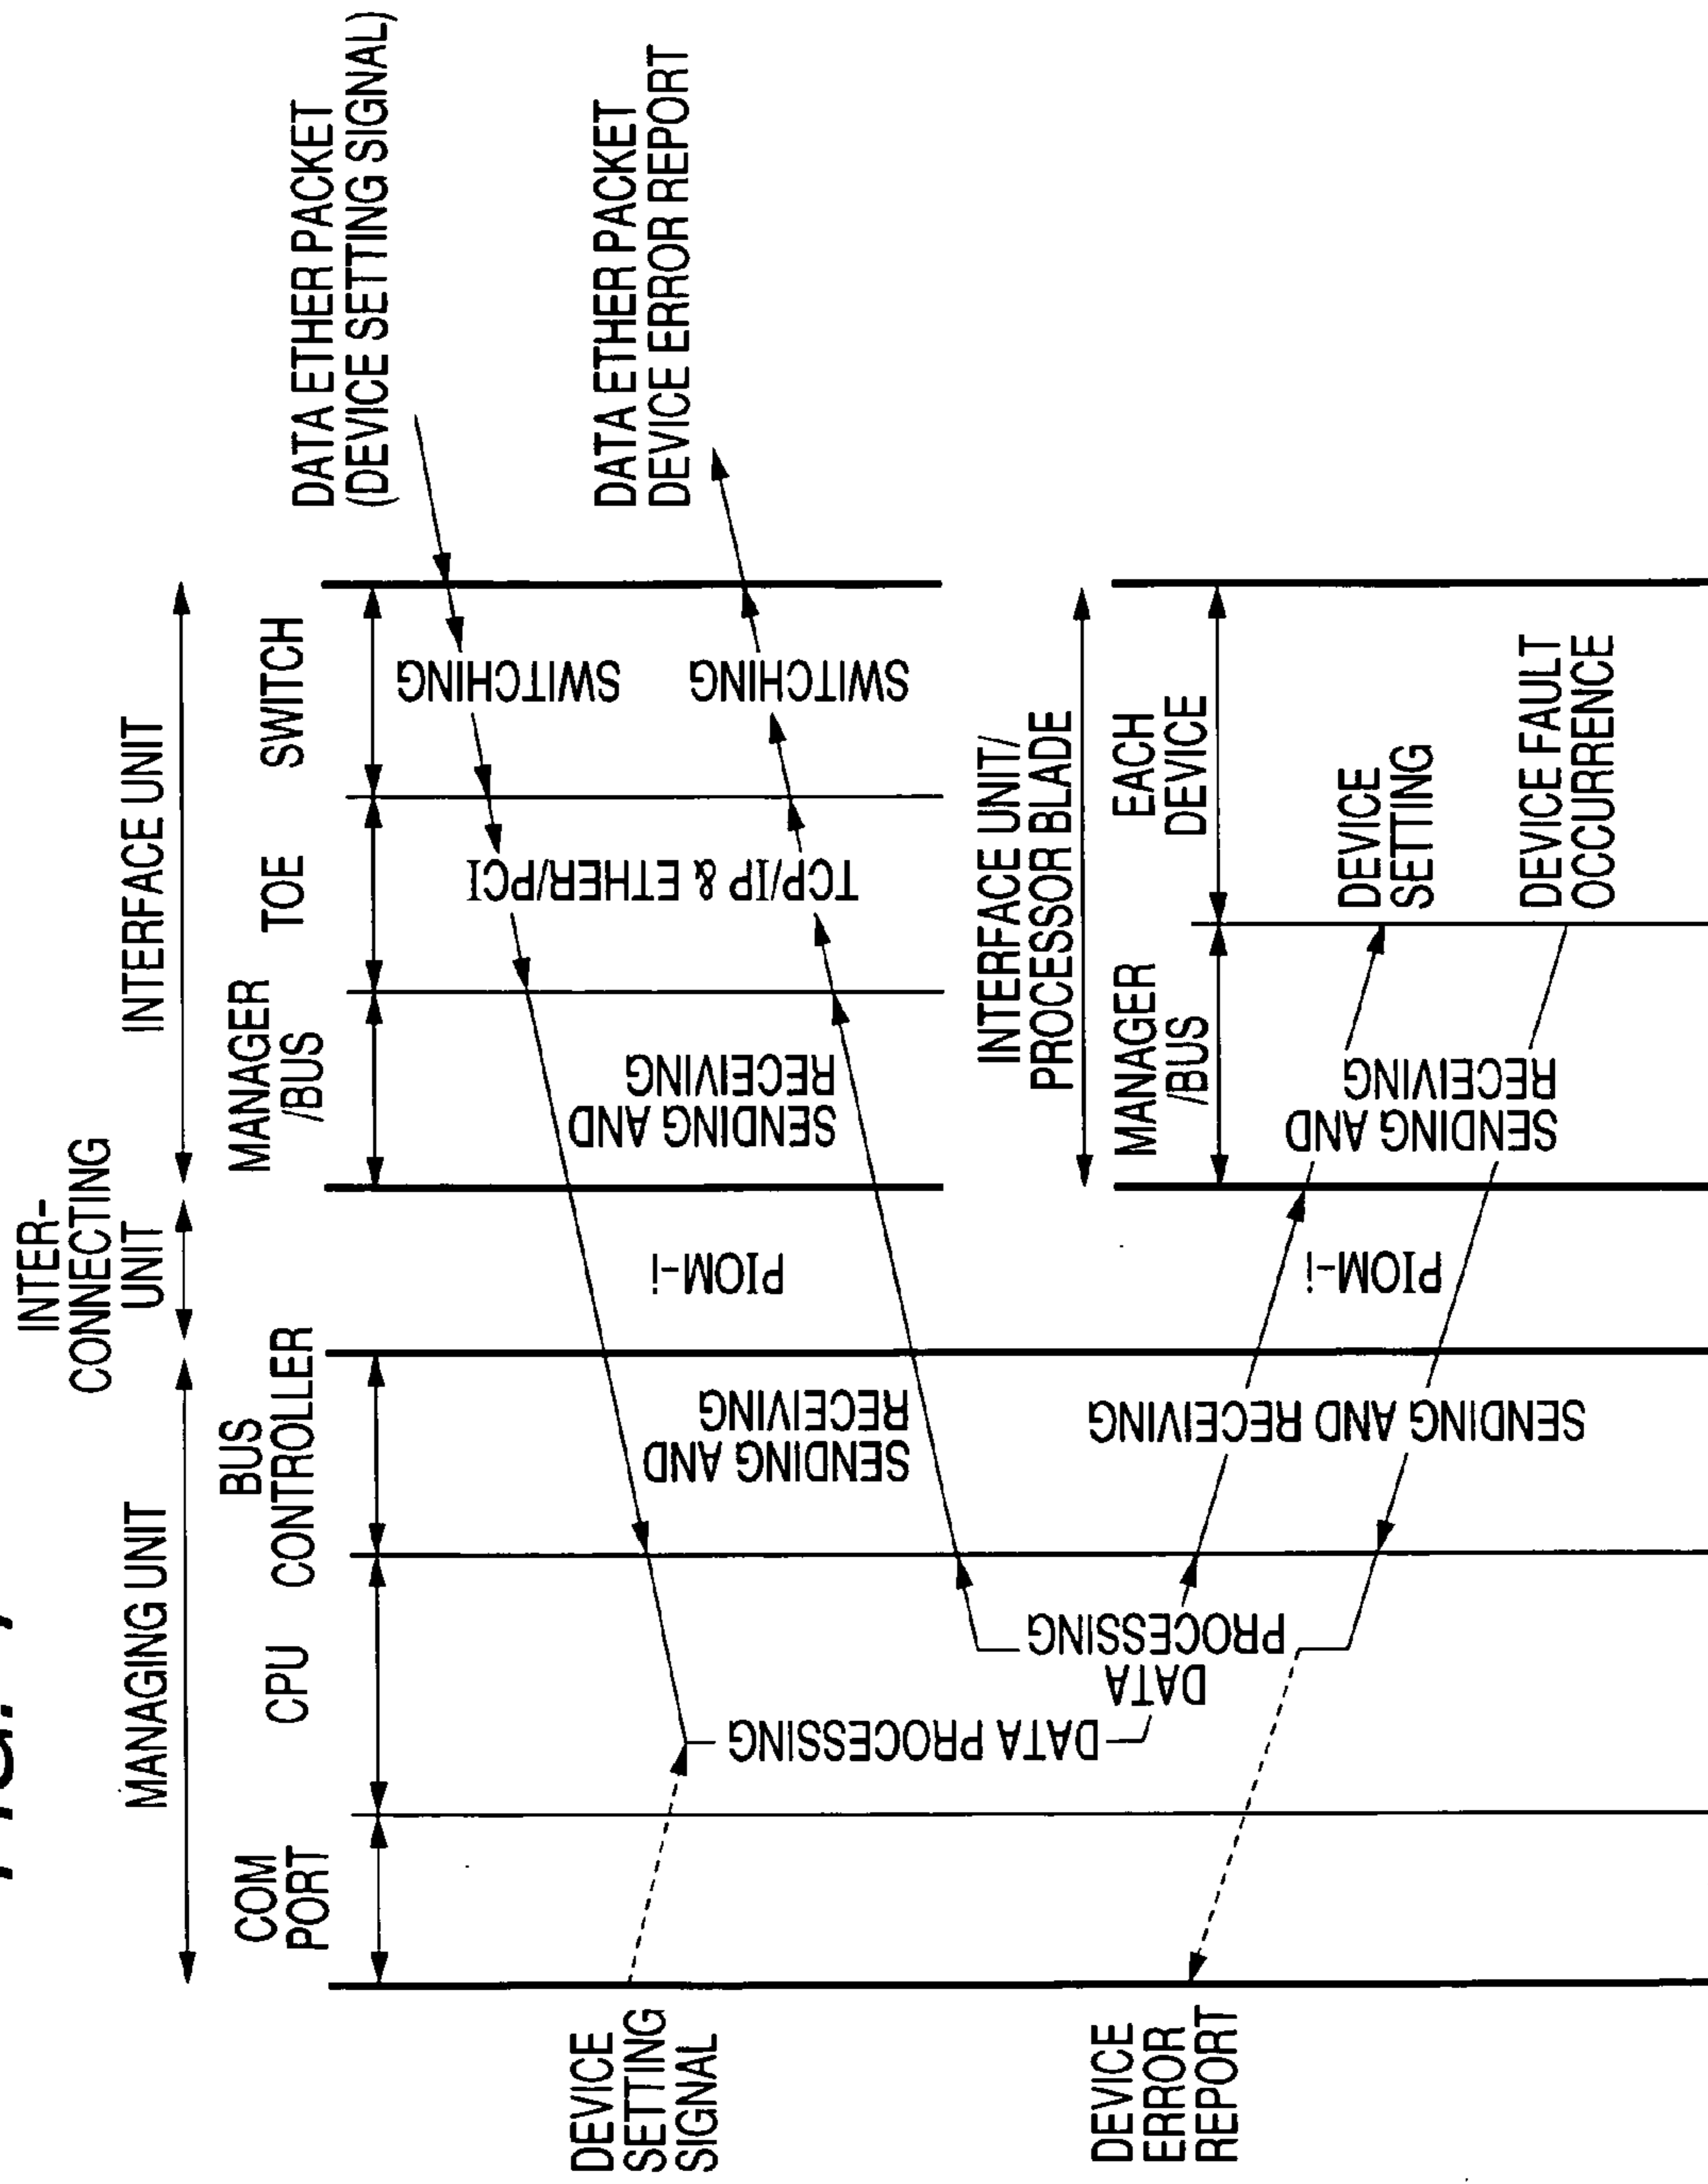 MANAGING UNIT
INTER-
CONNECTING
UNIT
INTERFACE UNIT
COM
PORT
CPU
BUS
CONTROLLER
MANAGER
/BUS
TOE
SWITCH
DATA ETHER PACKET
(DEVICE SETTING SIGNAL)
DATA ETHER PACKET
DEVICE ERROR REPORT
SWITCHING
SWITCHING
TCP/IP & ETHER/PCI
SENDING AND
RECEIVING
PIOM-i
SENDING AND
RECEIVING
DEVICE
SETTING
SIGNAL
DATA PROCESSING
DATA
PROCESSING
INTERFACE UNIT/
PROCESSOR BLADE
MANAGER
/BUS
EACH
DEVICE
DEVICE
SETTING
DEVICE FAULT
OCCURRENCE
SENDING AND
RECEIVING
PIOM-i
SENDING AND RECEIVING
DEVICE
ERROR
REPORT